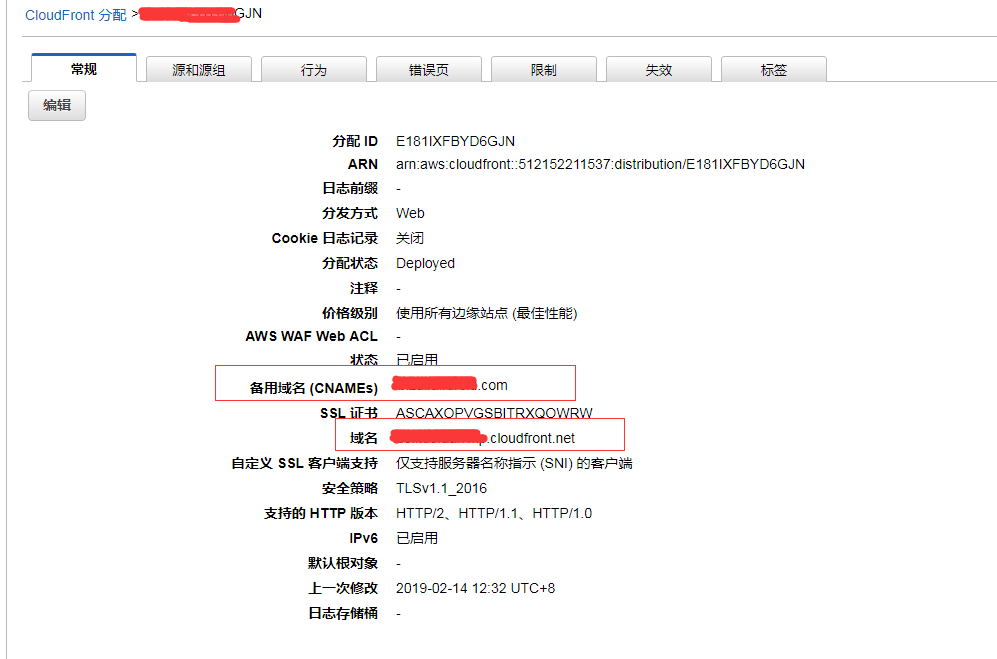 CloudFront 分配 > GJN
常规 源和源组 行为 错误页 限制 失效 标签
编辑
分配 ID E181IXFBYD6GJN
ARN arn:aws:cloudfront::512152211537:distribution/E181IXFBYD6GJN
日志前缀 -
分发方式 Web
Cookie 日志记录 关闭
分配状态 Deployed
注释 -
价格级别 使用所有边缘站点 (最佳性能)
AWS WAF Web ACL -
状态 已启用
备用域名 (CNAMEs) .com
SSL 证书 ASCAXOPVGSBITRXQOWRW
域名 .cloudfront.net
自定义 SSL 客户端支持 仅支持服务器名称指示 (SNI) 的客户端
安全策略 TLSv1.1_2016
支持的 HTTP 版本 HTTP/2、HTTP/1.1、HTTP/1.0
IPv6 已启用
默认根对象 -
上一次修改 2019-02-14 12:32 UTC+8
日志存储桶 -